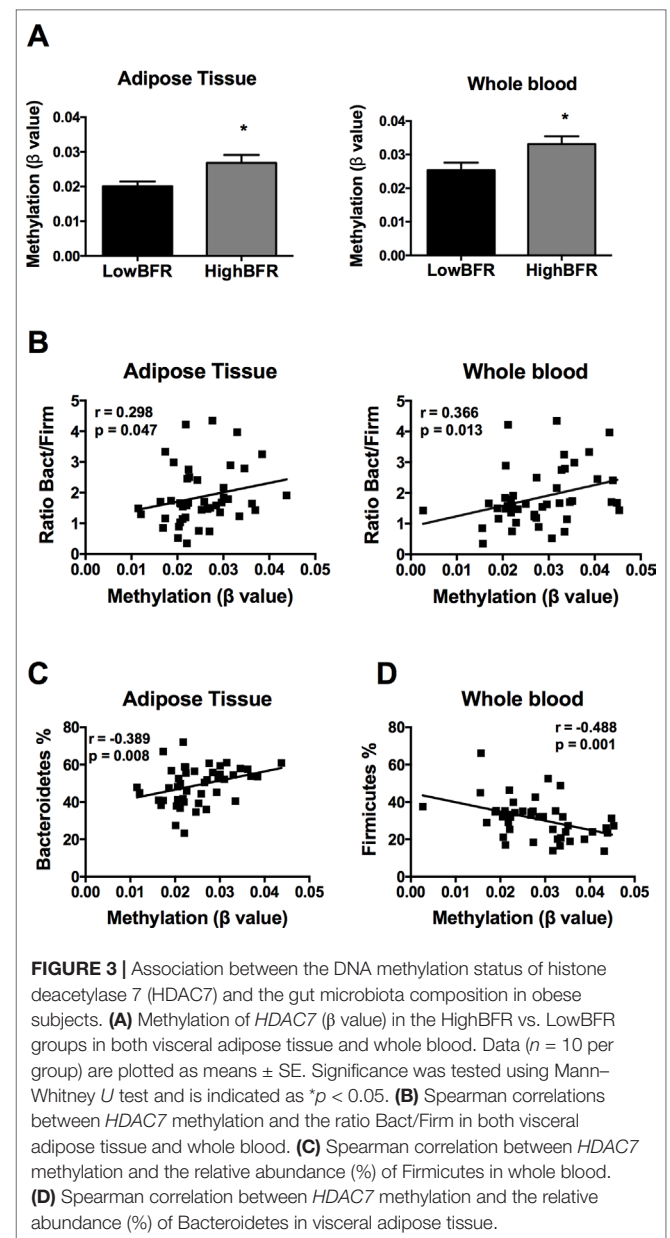 A
Adipose Tissue
Whole blood
Methylation (β value)
0.04
0.03
0.02
0.01
0.00
*
LowBFR HighBFR
Methylation (β value)
0.04
0.03
0.02
0.01
0.00
*
LowBFR HighBFR
B
Adipose Tissue
Ratio Bact/Firm
5
4
3
2
1
0
r = 0.298
p = 0.047
0.00 0.01 0.02 0.03 0.04 0.05
Methylation (β value)
Whole blood
Ratio Bact/Firm
5
4
3
2
1
0
r = 0.366
p = 0.013
0.00 0.01 0.02 0.03 0.04 0.05
Methylation (β value)
C
Adipose Tissue
Bacteroidetes %
80
60
40
20
0
r = -0.389
p = 0.008
0.00 0.01 0.02 0.03 0.04 0.05
Methylation (β value)
D
Whole blood
Firmicutes %
80
60
40
20
0
r = -0.488
p = 0.001
0.00 0.01 0.02 0.03 0.04 0.05
Methylation (β value)
FIGURE 3 | Association between the DNA methylation status of histone
deacetylase 7 (HDAC7) and the gut microbiota composition in obese
subjects. (A) Methylation of HDAC7 (β value) in the HighBFR vs. LowBFR
groups in both visceral adipose tissue and whole blood. Data (n = 10 per
group) are plotted as means ± SE. Significance was tested using Mann–
Whitney U test and is indicated as *p < 0.05. (B) Spearman correlations
between HDAC7 methylation and the ratio Bact/Firm in both visceral
adipose tissue and whole blood. (C) Spearman correlation between HDAC7
methylation and the relative abundance (%) of Firmicutes in whole blood.
(D) Spearman correlation between HDAC7 methylation and the relative
abundance (%) of Bacteroidetes in visceral adipose tissue.